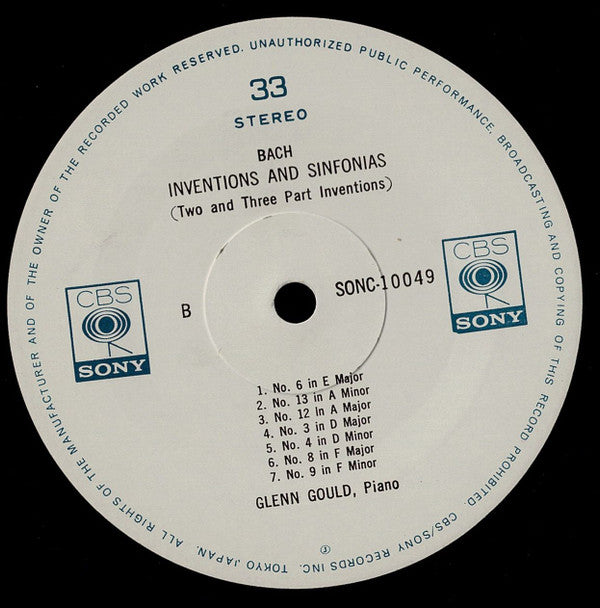 ALL RIGHTS OF THE MANUFACTURER AND OF THE OWNER OF THE RECORDED WORK RESERVED. UNAUTHORIZED PUBLIC PERFORMANCE, BROADCASTING AND COPYING OF THIS RECORD PROHIBITED CBS/SONY RECORDS INC. TOKYO JAPAN.
33
STEREO
BACH
INVENTIONS AND SINFONIAS
(Two and Three Part Inventions)
CBS
SONY
B
SONC-10049
CBS
SONY
1. No. 6 in E Major
2. No. 13 in A Minor
3. No. 12 In A Major
4. No. 3 in D Major
5. No. 4 in D Minor
6. No. 8 in F Major
7. No. 9 in F Minor
GLENN GOULD, Piano
℗